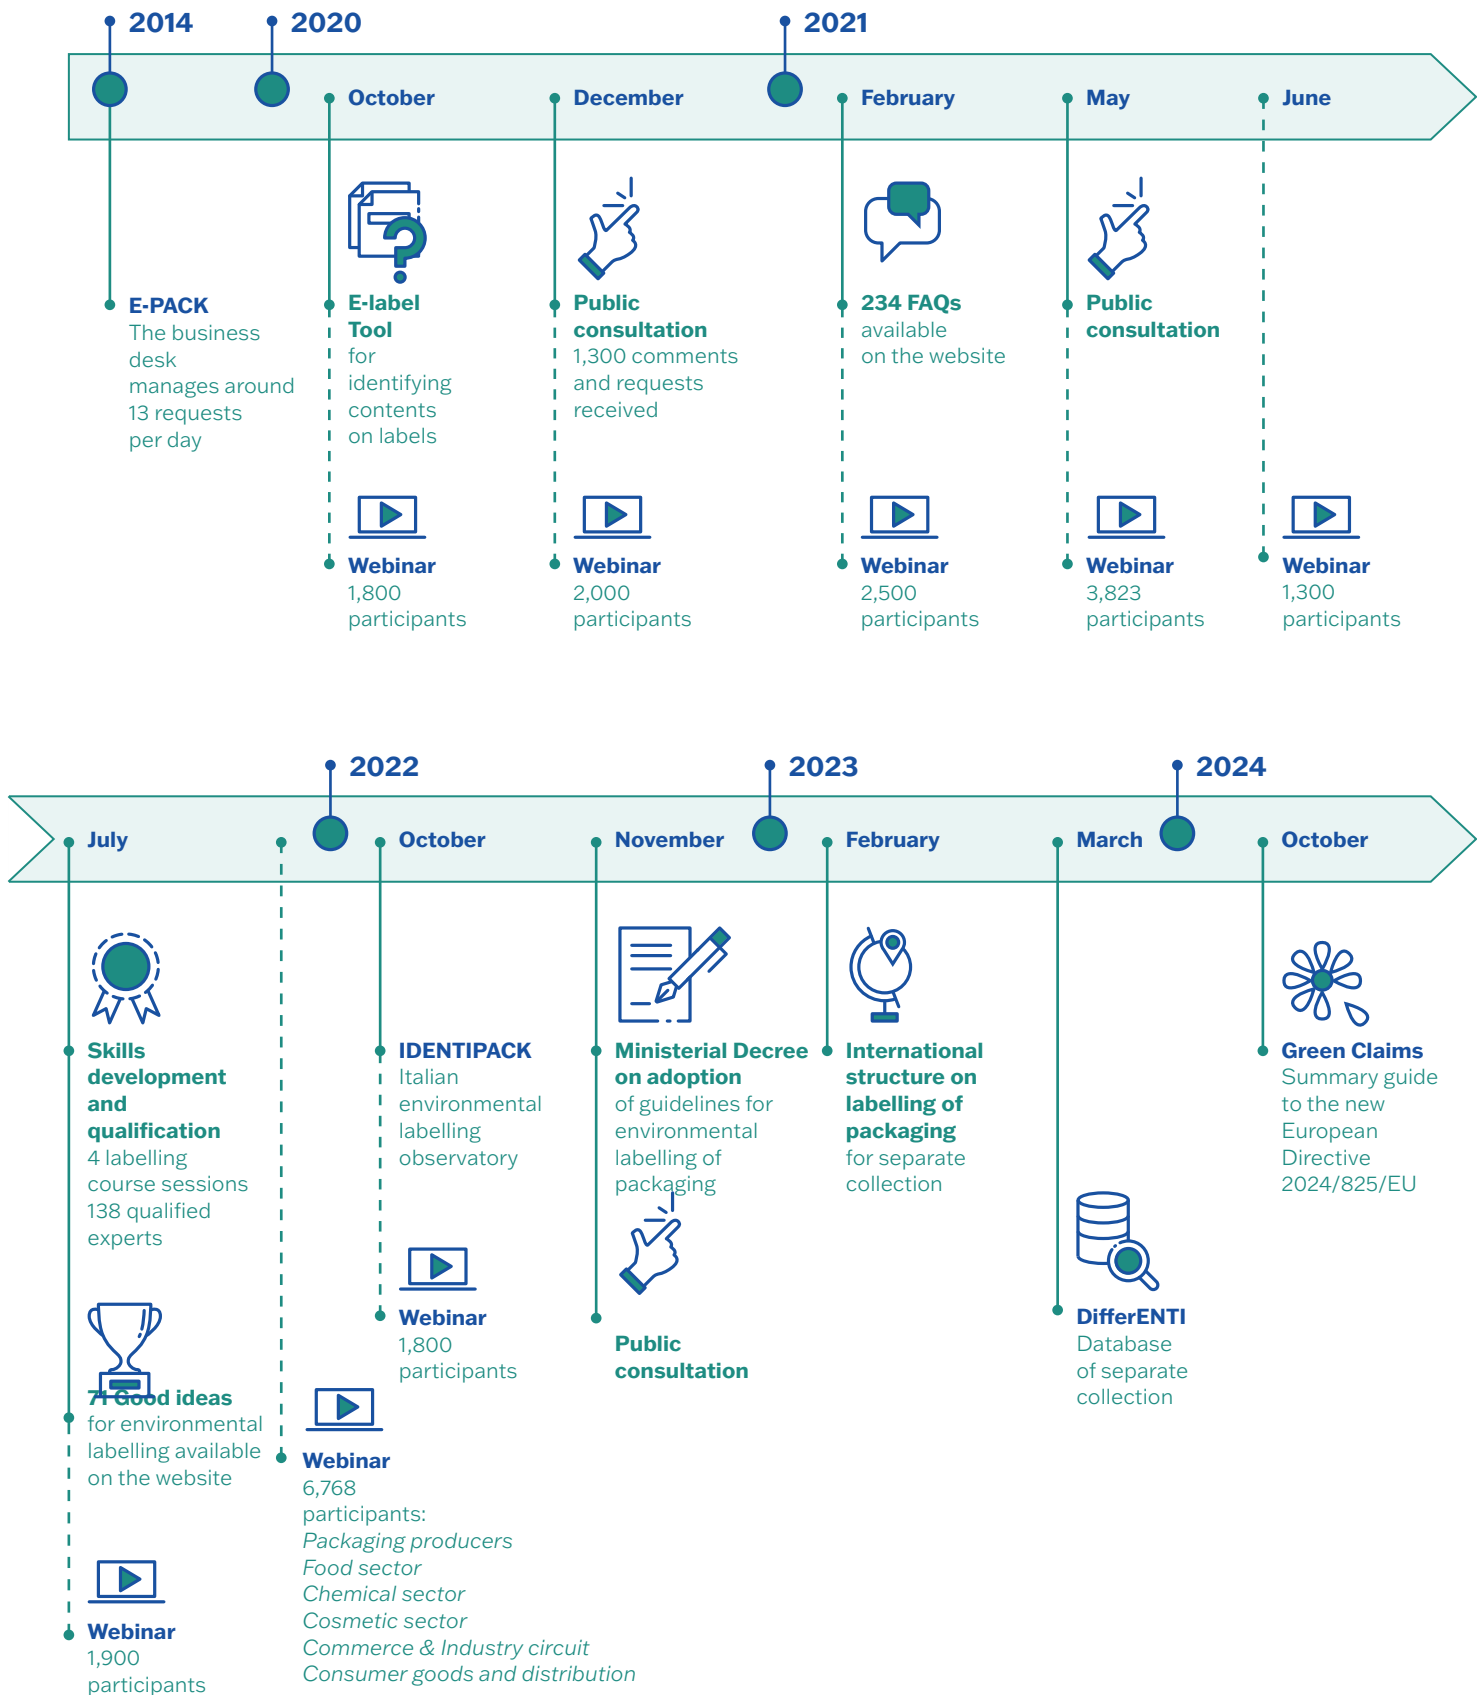 2014
2020
2021
October
December
February
May
June
E-PACK
The business
desk
manages around
13 requests
per day
E-label
Tool
for
identifying
contents
on labels
Public
consultation
1,300 comments
and requests
received
234 FAQs
available
on the website
Public
consultation
Webinar
1,800
participants
Webinar
2,000
participants
Webinar
2,500
participants
Webinar
3,823
participants
Webinar
1,300
participants
2022
2023
2024
July
October
November
February
March
October
Skills
development
and
qualification
4 labelling
course sessions
138 qualified
experts
71 Good ideas
for environmental
labelling available
on the website
Webinar
1,900
participants
Webinar
6,768
participants:
Packaging producers
Food sector
Chemical sector
Cosmetic sector
Commerce & Industry circuit
Consumer goods and distribution
IDENTIPACK
Italian
environmental
labelling
observatory
Webinar
1,800
participants
Ministerial Decree
on adoption
of guidelines for
environmental
labelling of
packaging
Public
consultation
International
structure on
labelling of
packaging
for separate
collection
DifferENTI
Database
of separate
collection
Green Claims
Summary guide
to the new
European
Directive
2024/825/EU